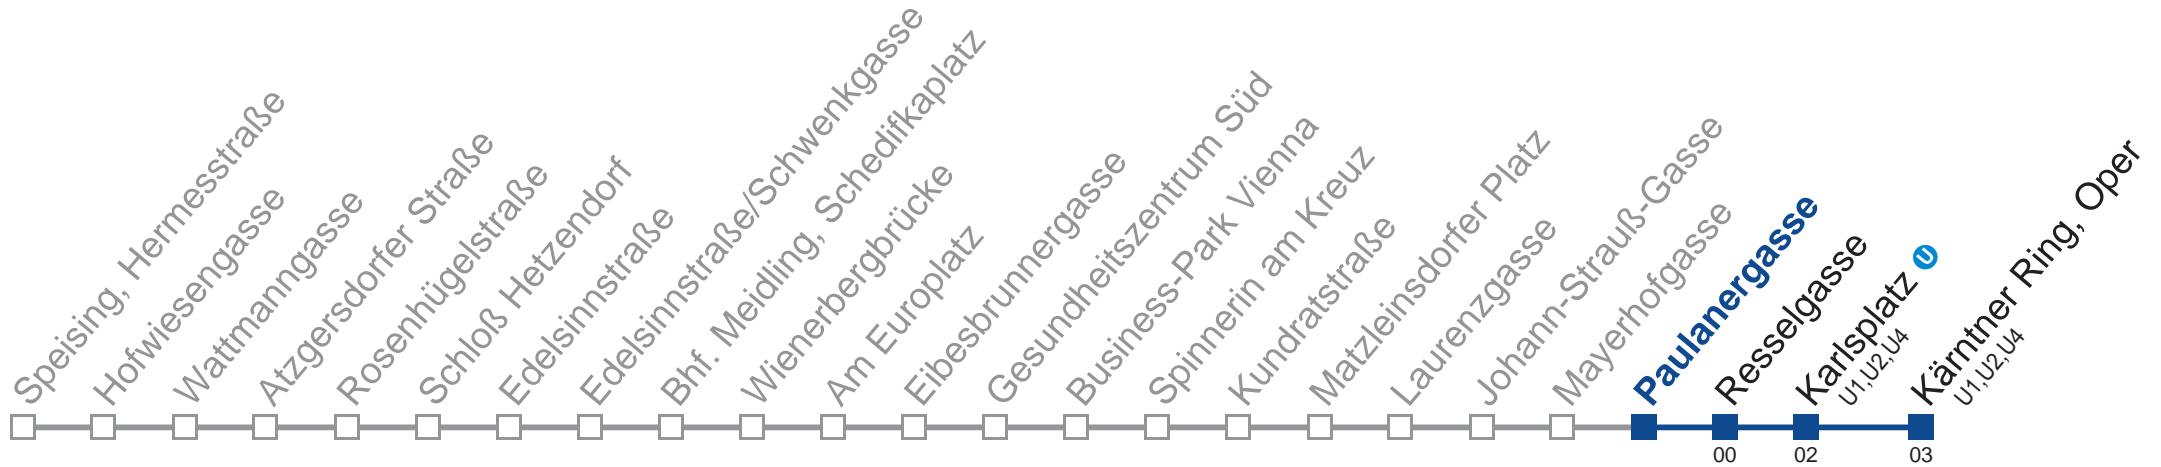 Speising, Hermesstraße
Hofwiesengasse
Wattmanngasse
Atzgersdorfer Straße
Rosenhügelstraße
Schloß Hetzendorf
Edelsinnstraße
Edelsinnstraße/Schwenkgasse
Bhf. Meidling, Schedifkaplatz
Wienerbergbrücke
Am Europlatz
Eibesbrunnergasse
Gesundheitszentrum Süd
Business-Park Vienna
Spinnerin am Kreuz
Kundratstraße
Matzleinsdorfer Platz
Laurenzgasse
Johann-Strauß-Gasse
Mayerhofgasse
Paulanergasse
Resselgasse
Karlsplatz U
U1,U2,U4
Kärntner Ring, Oper
U1,U2,U4
00
02
03